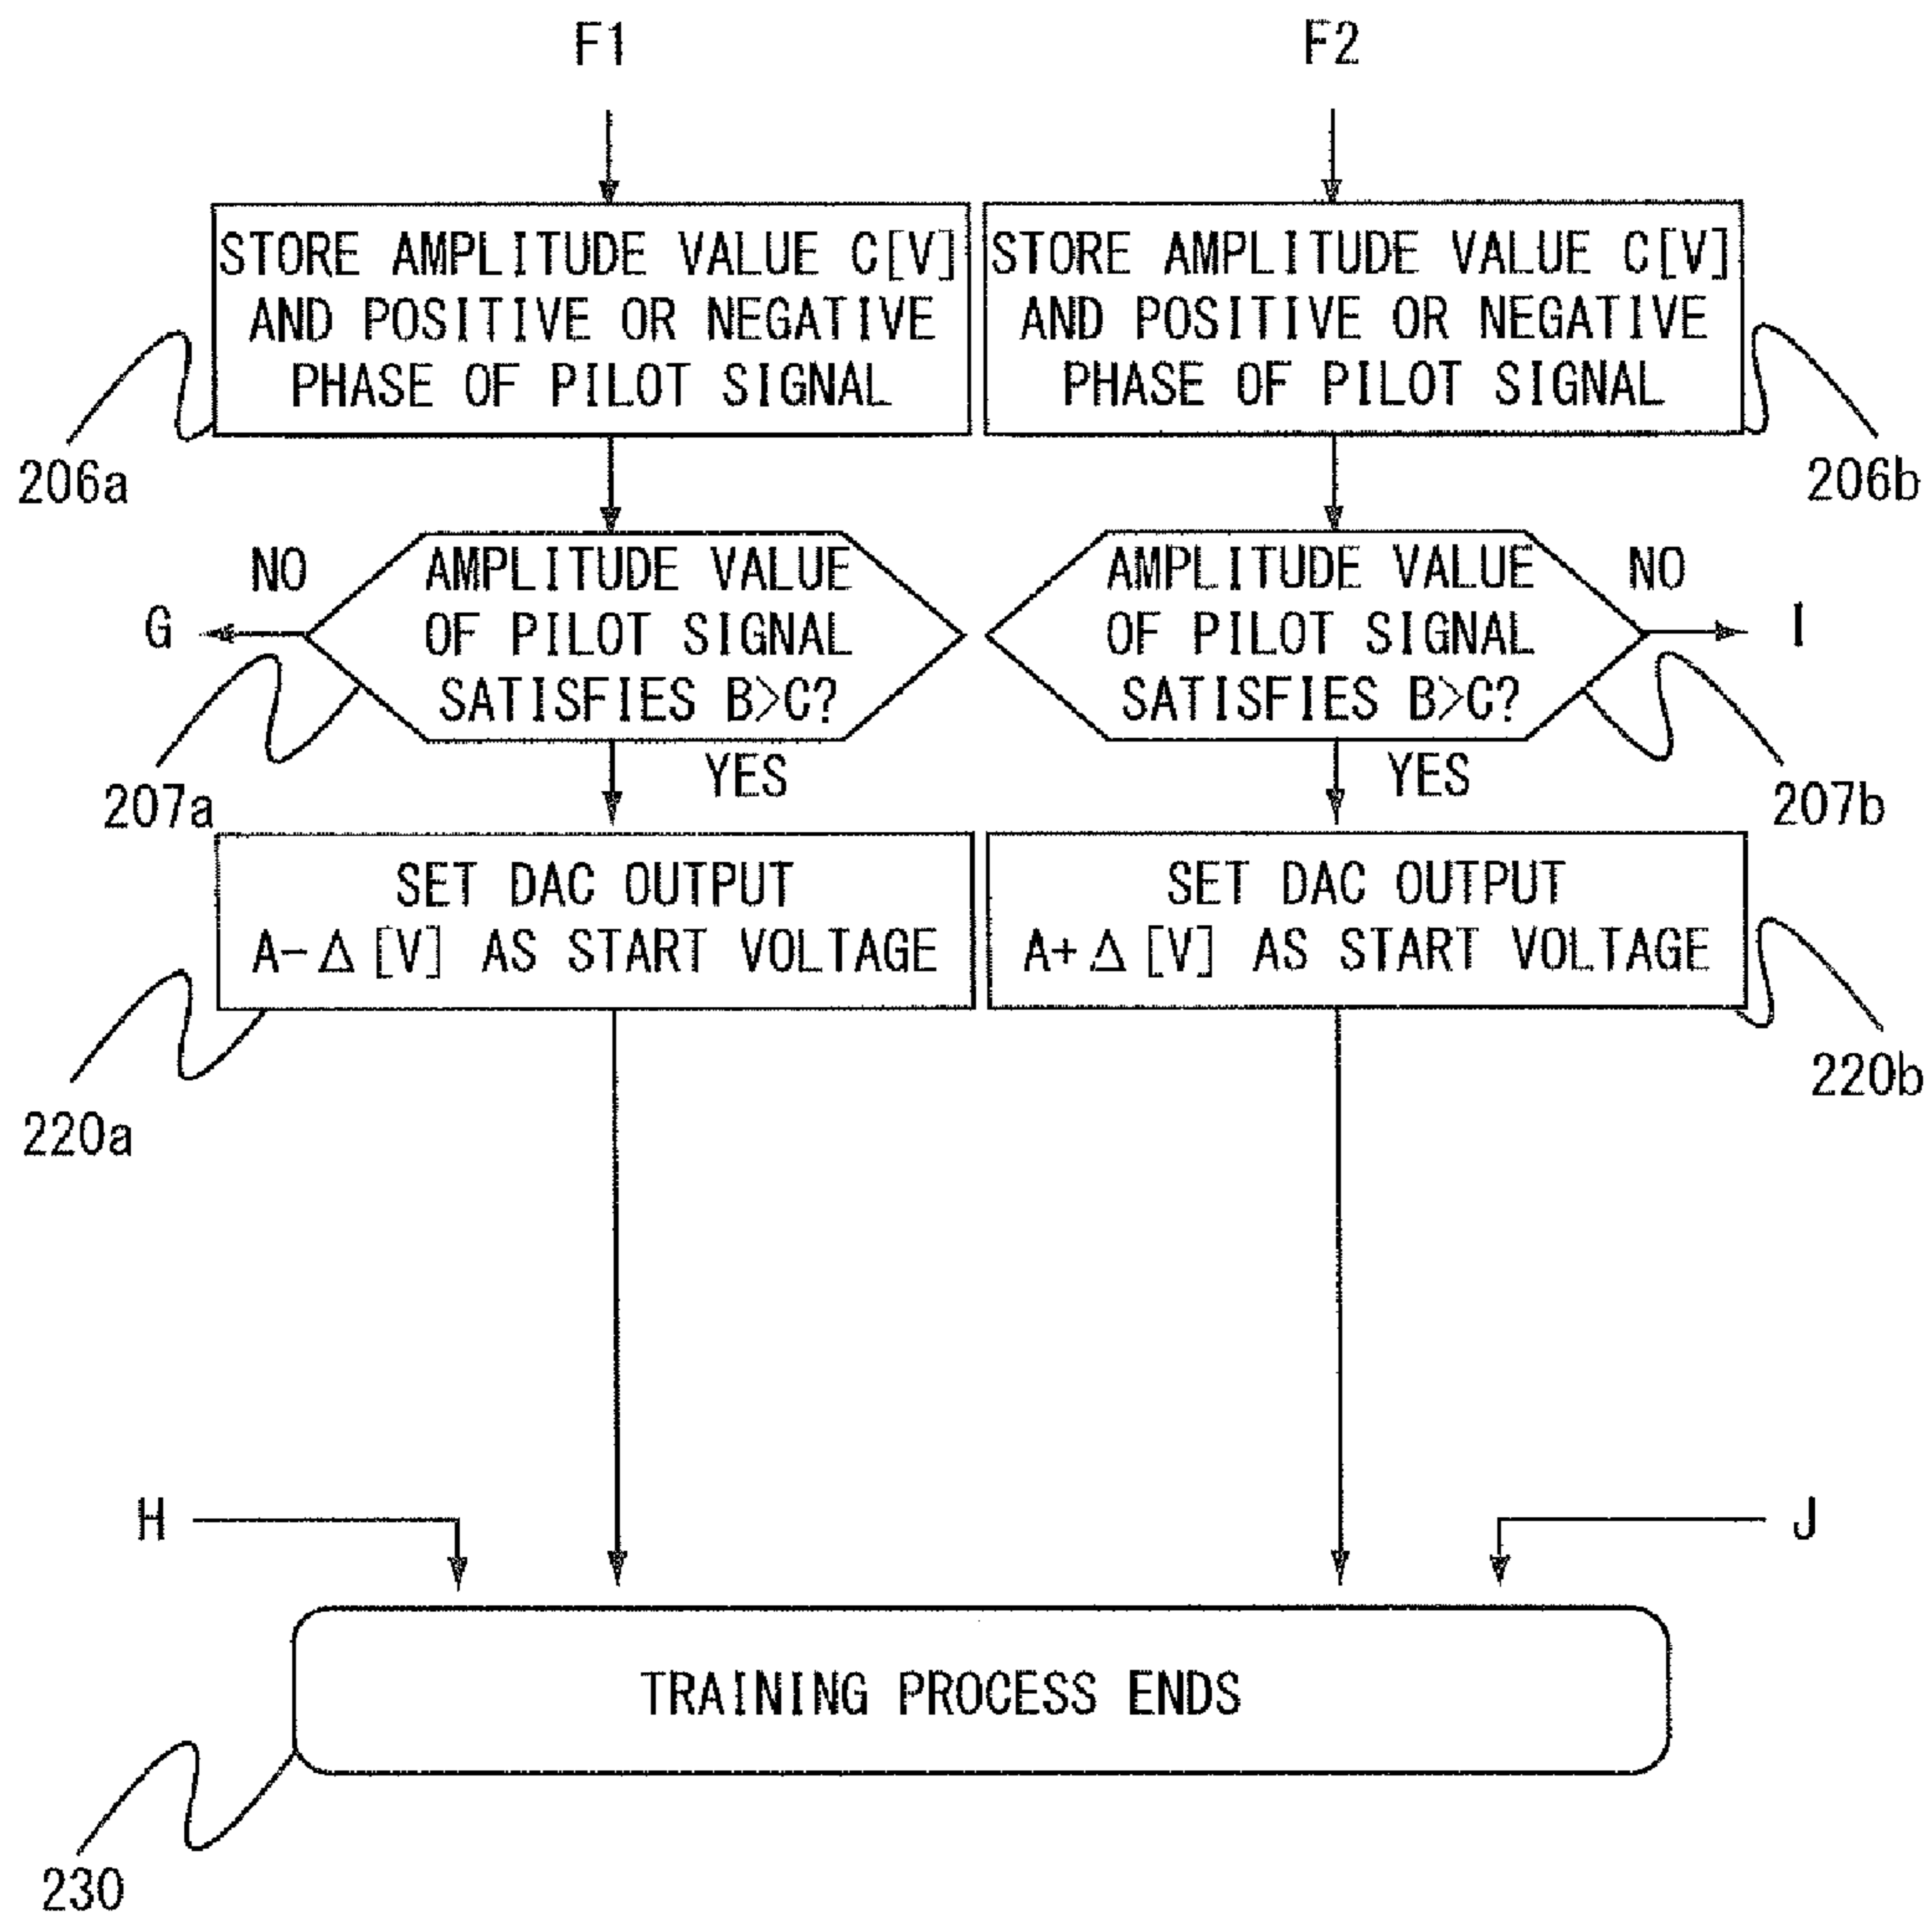 F1
F2
STORE AMPLITUDE VALUE C[V]
AND POSITIVE OR NEGATIVE
PHASE OF PILOT SIGNAL
STORE AMPLITUDE VALUE C[V]
AND POSITIVE OR NEGATIVE
PHASE OF PILOT SIGNAL
206a
206b
NO
G
AMPLITUDE VALUE
OF PILOT SIGNAL
SATISFIES B>C?
AMPLITUDE VALUE
OF PILOT SIGNAL
SATISFIES B>C?
NO
I
207a
YES
YES
207b
SET DAC OUTPUT
A-Δ[V] AS START VOLTAGE
SET DAC OUTPUT
A+Δ[V] AS START VOLTAGE
220a
220b
H
J
TRAINING PROCESS ENDS
230